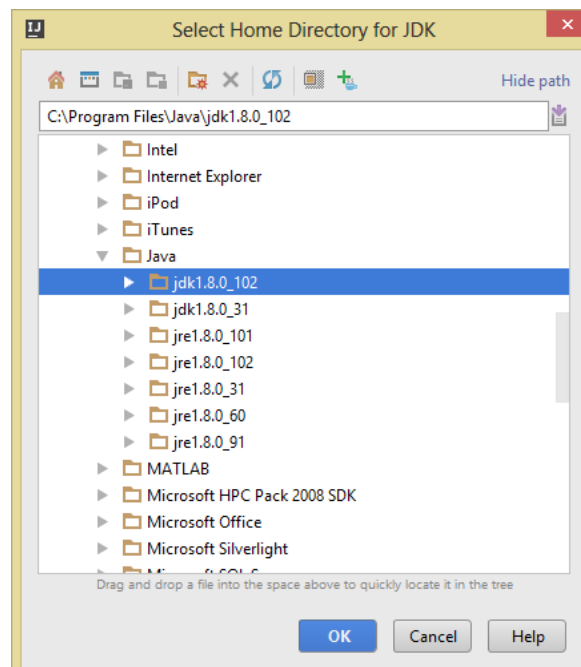 IJ
Select Home Directory for JDK
Hide path
C:\Program Files\Java\jdk1.8.0_102
Intel
Internet Explorer
iPod
iTunes
Java
jdk1.8.0_102
jdk1.8.0_31
jre1.8.0_101
jre1.8.0_102
jre1.8.0_31
jre1.8.0_60
jre1.8.0_91
MATLAB
Microsoft HPC Pack 2008 SDK
Microsoft Office
Microsoft Silverlight
Drag and drop a file into the space above to quickly locate it in the tree
OK Cancel Help